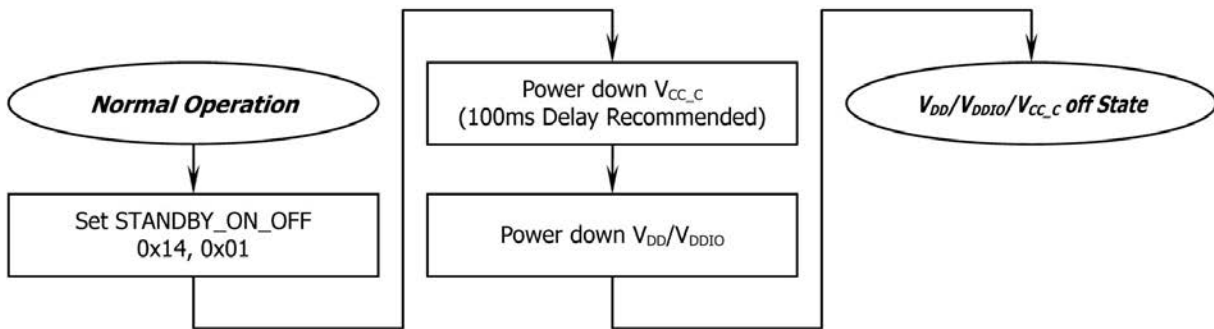 Normal Operation
Set STANDBY_ON_OFF
0x14, 0x01
Power down VCC_C
(100ms Delay Recommended)
Power down VDD/VDDIO
VDD/VDDIO/VCC_C off State